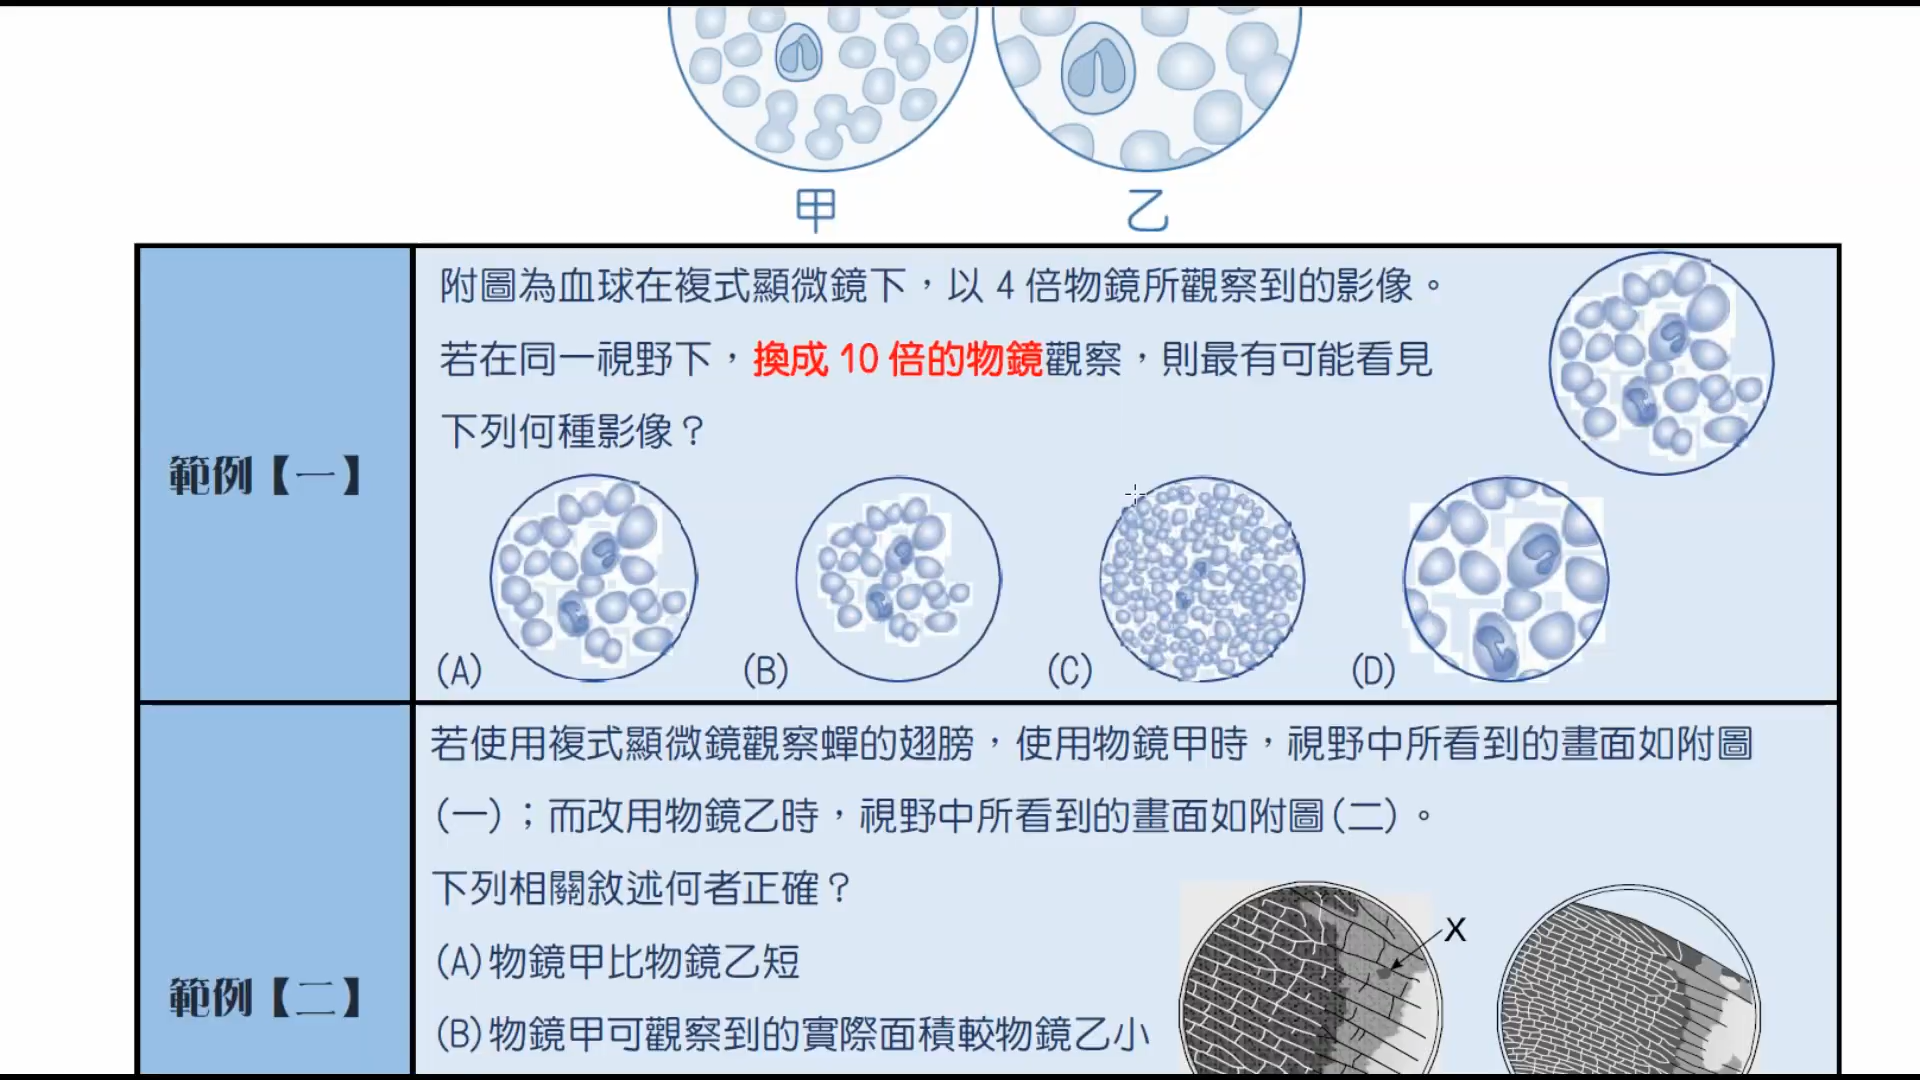 甲
乙
範例【一】
附圖為血球在複式顯微鏡下，以 4 倍物鏡所觀察到的影像。
若在同一視野下，換成 10 倍的物鏡觀察，則最有可能看見
下列何種影像？
(A)
(B)
(C)
(D)
範例【二】
若使用複式顯微鏡觀察蟬的翅膀，使用物鏡甲時，視野中所看到的畫面如附圖
(一)；而改用物鏡乙時，視野中所看到的畫面如附圖(二)。
下列相關敘述何者正確？
(A)物鏡甲比物鏡乙短
(B)物鏡甲可觀察到的實際面積較物鏡乙小
X